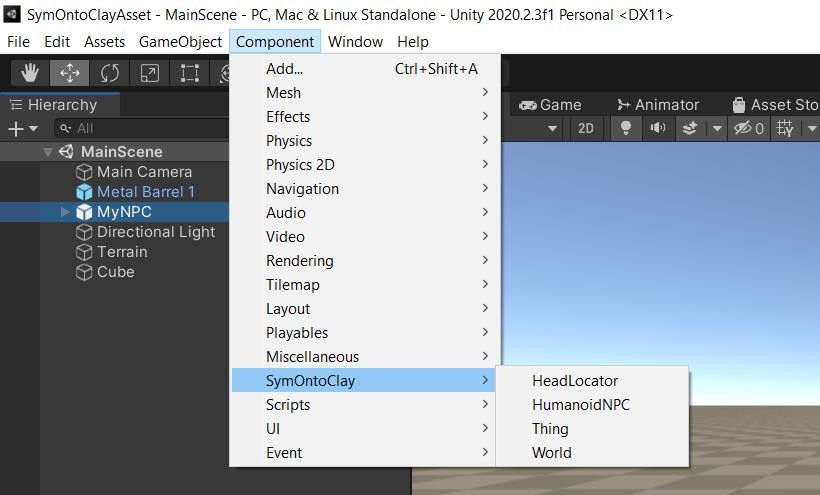 SymOntoClayAsset - MainScene - PC, Mac & Linux Standalone - Unity 2020.2.3f1 Personal <DX11>
File Edit Assets GameObject Component Window Help
Add... Ctrl+Shift+A
Mesh
Effects
Physics
Physics 2D
Navigation
Audio
Video
Rendering
Tilemap
Layout
Playables
Miscellaneous
SymOntoClay
Scripts
UI
Event
HeadLocator
HumanoidNPC
Thing
World
Hierarchy
All
MainScene
Main Camera
Metal Barrel 1
MyNPC
Directional Light
Terrain
Cube
Game Animator Asset Sto
2D 0